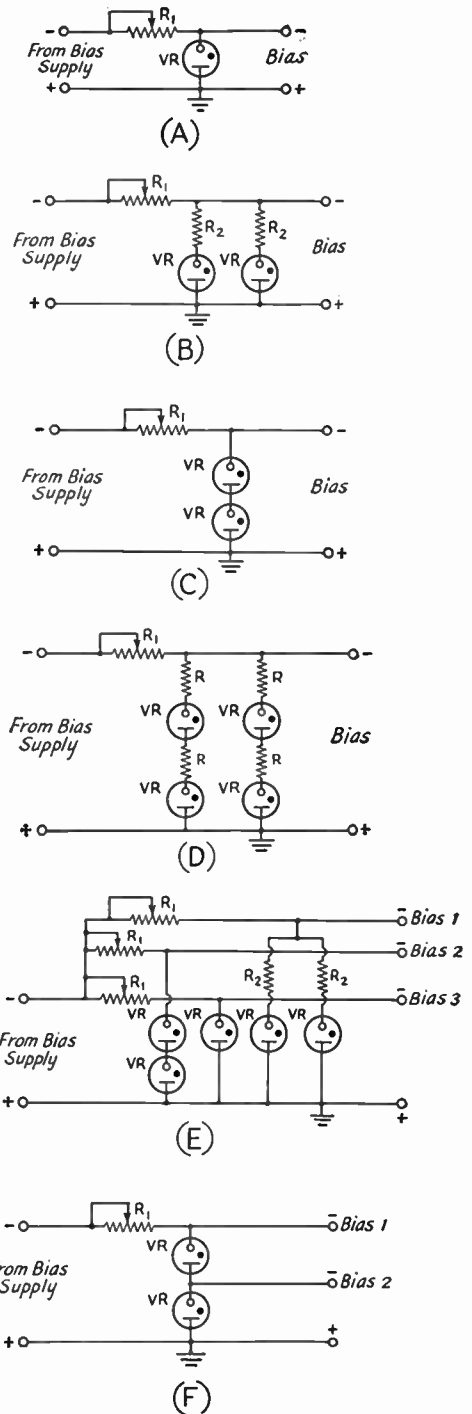 R1
- -
From Bias Supply VR Bias
+ +
(A)
R1
- -
R2 R2
From Bias Supply VR VR Bias
+ +
(B)
R1
- -
VR
From Bias Supply Bias
VR
+ +
(C)
R1
- -
R R
VR VR
From Bias Supply Bias
R R
VR VR
+ +
(D)
R1
- Bias 1
R1
- Bias 2
R2 R2
R1
- - Bias 3
VR VR VR VR
From Bias Supply
VR
+ +
(E)
R1
- - Bias 1
VR
From Bias Supply - Bias 2
VR
+ +
(F)